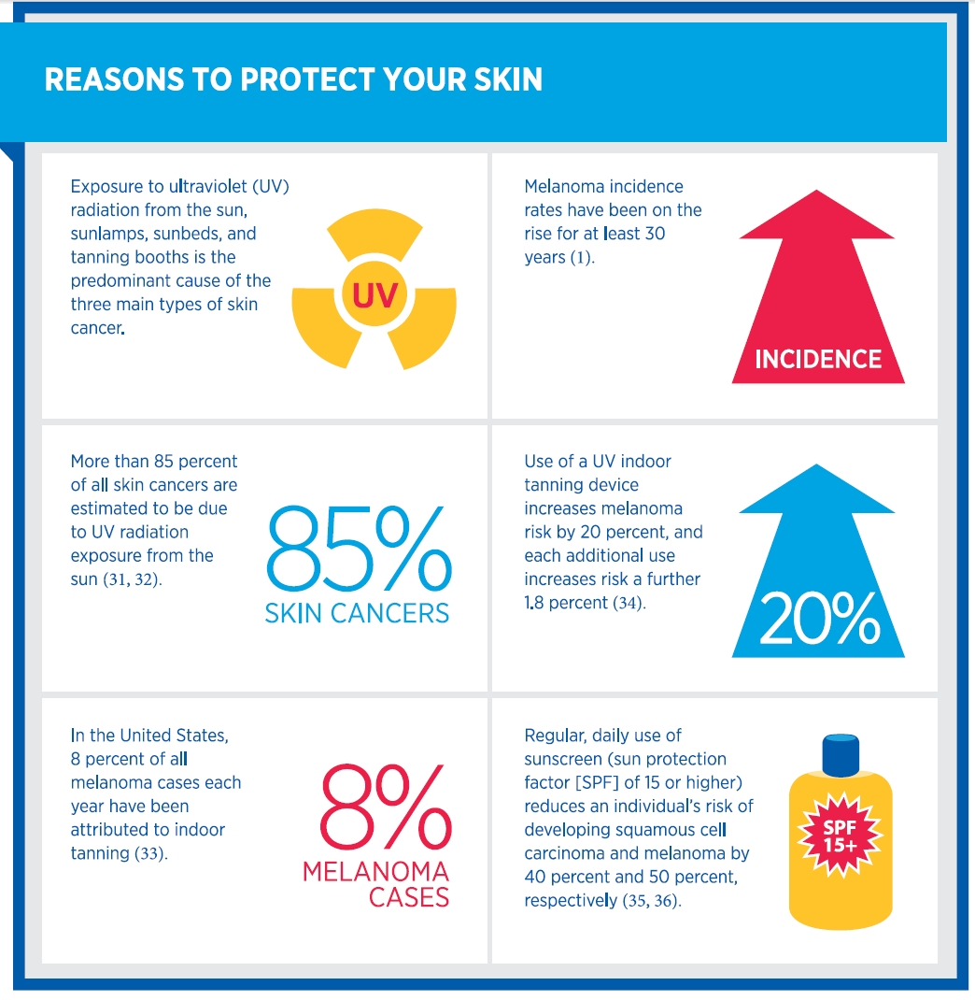 REASONS TO PROTECT YOUR SKIN
Exposure to ultraviolet (UV)
radiation from the sun,
sunlamps, sunbeds, and
tanning booths is the
predominant cause of the
three main types of skin
cancer.
UV
Melanoma incidence
rates have been on the
rise for at least 30
years (1).
INCIDENCE
More than 85 percent
of all skin cancers are
estimated to be due
to UV radiation
exposure from the
sun (31, 32).
85%
SKIN CANCERS
Use of a UV indoor
tanning device
increases melanoma
risk by 20 percent, and
each additional use
increases risk a further
1.8 percent (34).
20%
In the United States,
8 percent of all
melanoma cases each
year have been
attributed to indoor
tanning (33).
8%
MELANOMA
CASES
Regular, daily use of
sunscreen (sun protection
factor [SPF] of 15 or higher)
reduces an individual's risk of
developing squamous cell
carcinoma and melanoma by
40 percent and 50 percent,
respectively (35, 36).
SPF
15+